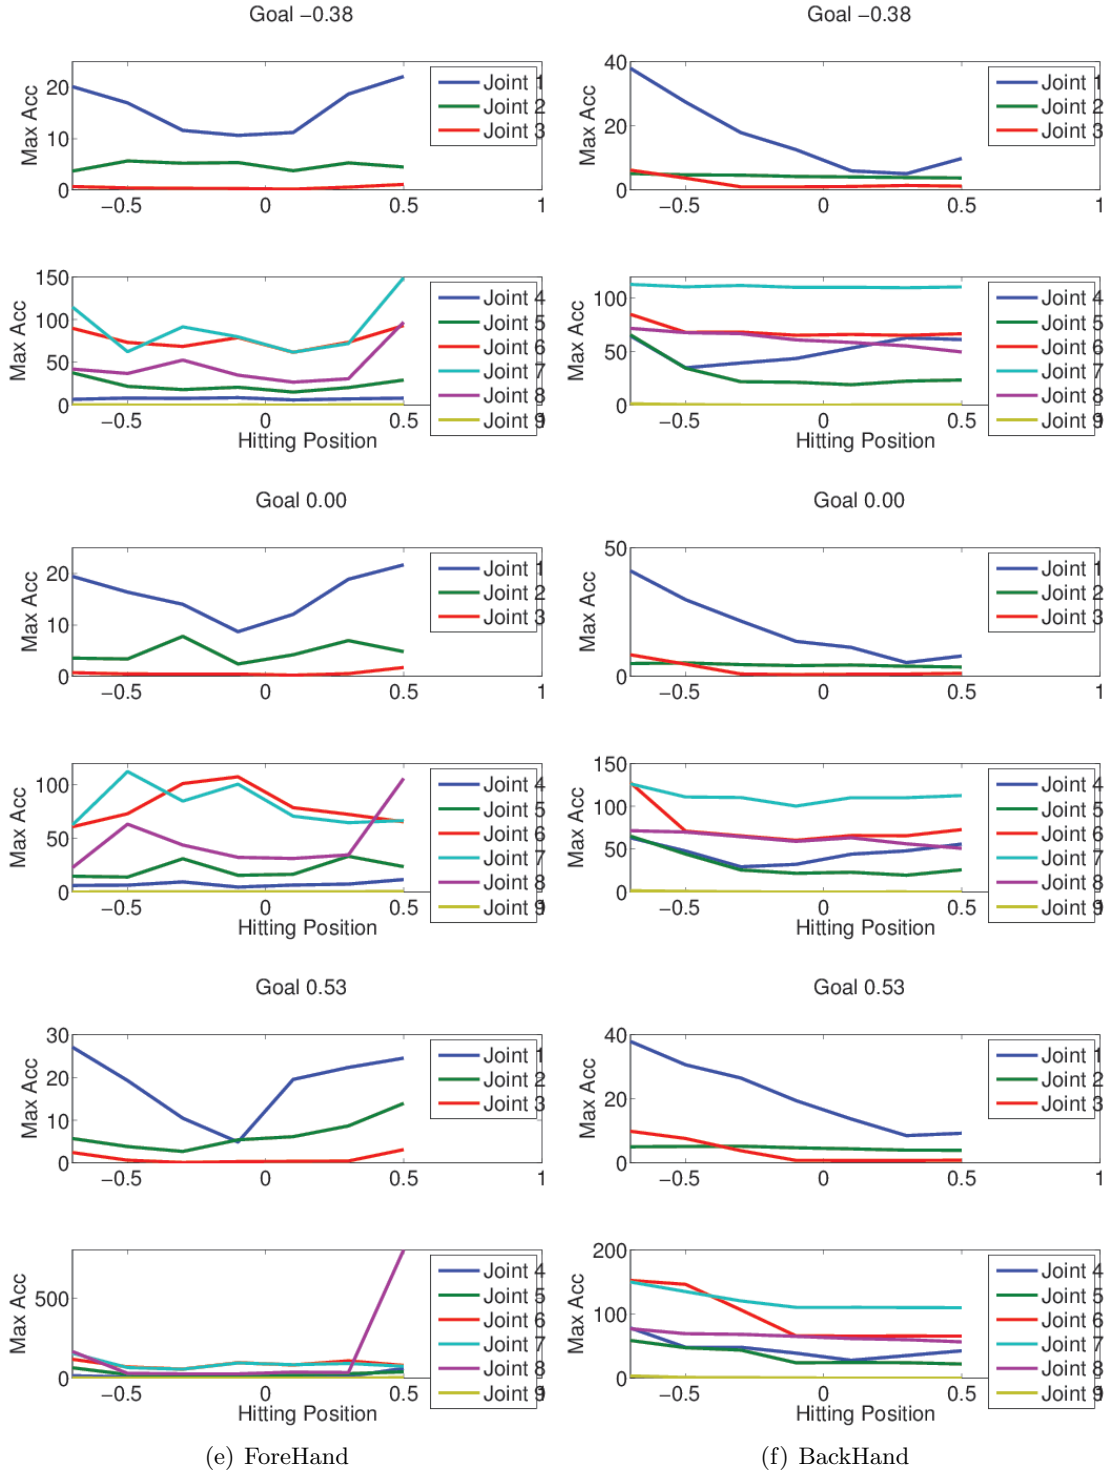 Goal −0.38
Goal −0.38
Max Acc
20
10
0
−0.5
0
0.5
1
Joint 1
Joint 2
Joint 3
Max Acc
40
20
0
−0.5
0
0.5
1
Joint 1
Joint 2
Joint 3
Max Acc
150
100
50
0
−0.5
0
0.5
1
Hitting Position
Joint 4
Joint 5
Joint 6
Joint 7
Joint 8
Joint 9
Max Acc
100
50
0
−0.5
0
0.5
1
Hitting Position
Joint 4
Joint 5
Joint 6
Joint 7
Joint 8
Joint 9
Goal 0.00
Goal 0.00
Max Acc
20
10
0
−0.5
0
0.5
1
Joint 1
Joint 2
Joint 3
Max Acc
50
0
−0.5
0
0.5
1
Joint 1
Joint 2
Joint 3
Max Acc
100
50
0
−0.5
0
0.5
1
Hitting Position
Joint 4
Joint 5
Joint 6
Joint 7
Joint 8
Joint 9
Max Acc
150
100
50
0
−0.5
0
0.5
1
Hitting Position
Joint 4
Joint 5
Joint 6
Joint 7
Joint 8
Joint 9
Goal 0.53
Goal 0.53
Max Acc
30
20
10
0
−0.5
0
0.5
1
Joint 1
Joint 2
Joint 3
Max Acc
40
20
0
−0.5
0
0.5
1
Joint 1
Joint 2
Joint 3
Max Acc
500
0
−0.5
0
0.5
1
Hitting Position
Joint 4
Joint 5
Joint 6
Joint 7
Joint 8
Joint 9
Max Acc
200
100
0
−0.5
0
0.5
1
Hitting Position
Joint 4
Joint 5
Joint 6
Joint 7
Joint 8
Joint 9
(e) ForeHand
(f) BackHand